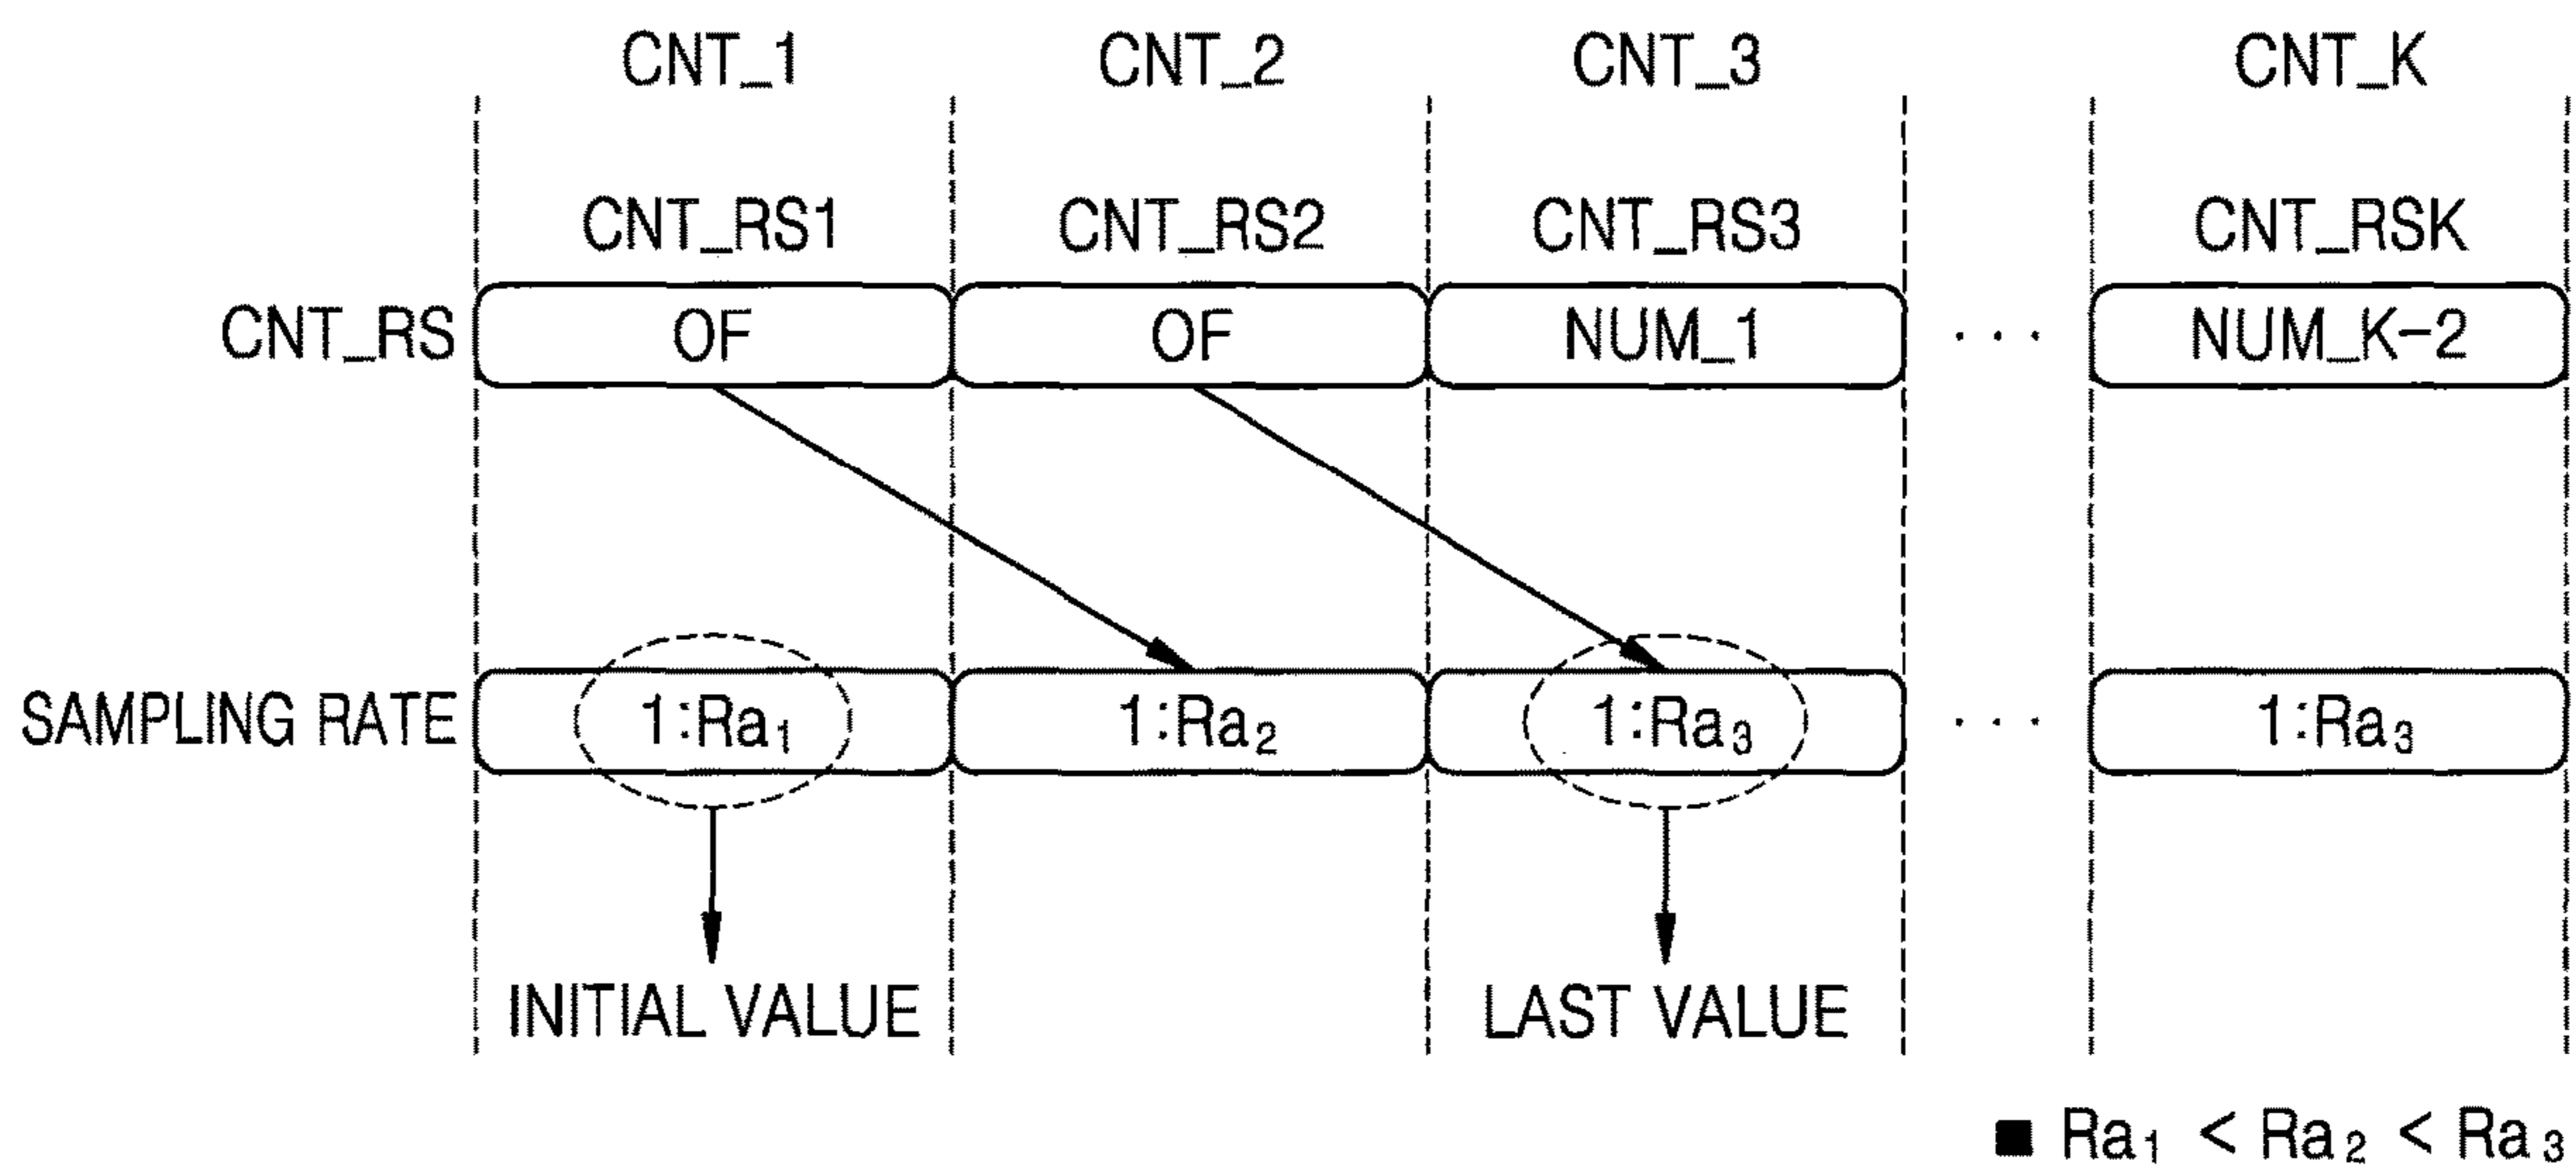 CNT_1 CNT_2 CNT_3 CNT_K
CNT_RS1 CNT_RS2 CNT_RS3 CNT_RSK
CNT_RS OF OF NUM_1 · · · NUM_K-2
SAMPLING RATE 1:Ra₁ 1:Ra₂ 1:Ra₃ · · · 1:Ra₃
INITIAL VALUE LAST VALUE
■ Ra₁ < Ra₂ < Ra₃